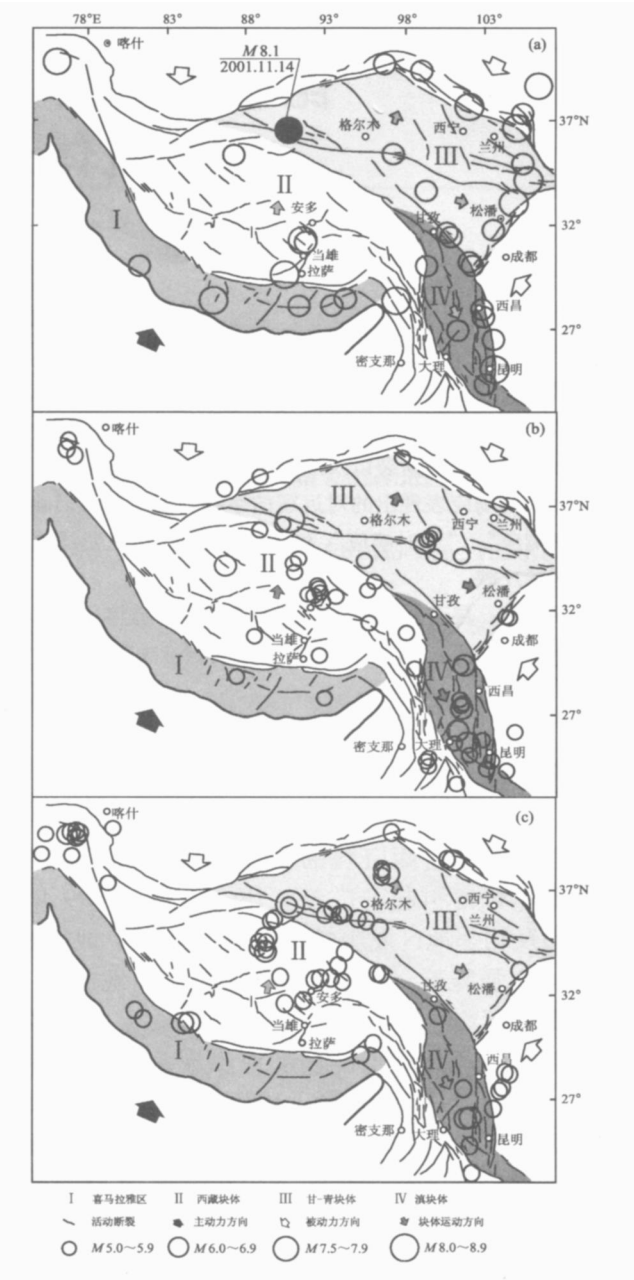 78°E 83° 88° 93° 98° 103°
(a)
喀什
M 8.1
2001.11.14
37°N
格尔木
西宁
兰州
III
II
安多
甘孜
松潘
32°
I
当雄
拉萨
成都
IV
西昌
27°
密支那
大理
昆明
(b)
喀什
III
37°N
格尔木
西宁
兰州
II
松潘
甘孜
32°
当雄
成都
拉萨
I
IV
西昌
27°
密支那
大理
昆明
(c)
喀什
37°N
格尔木
西宁
兰州
III
II
安多
甘孜
松潘
32°
当雄
成都
拉萨
I
IV
西昌
27°
密支那
大理
昆明
I 喜马拉雅区 II 西藏块体 III 甘-青块体 IV 滇块体
活动断裂 主动力方向 被动力方向 块体运动方向
M5.0~5.9 M6.0~6.9 M7.5~7.9 M8.0~8.9